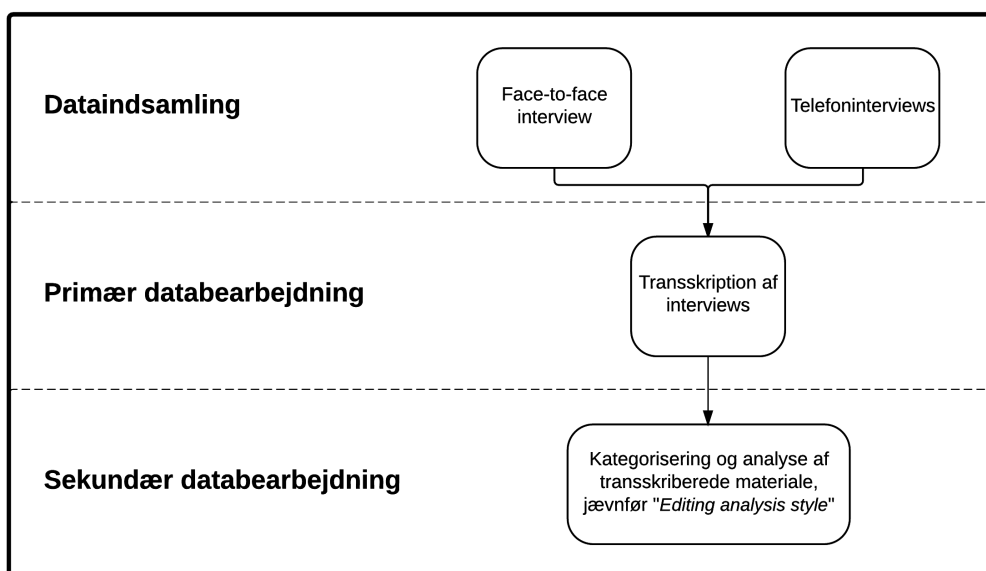 Dataindsamling
Face-to-face
interview
Telefoninterviews
Primær databearbejdning
Transskription af
interviews
Sekundær databearbejdning
Kategorisering og analyse af
transskriberede materiale,
jævnfør "Editing analysis style"